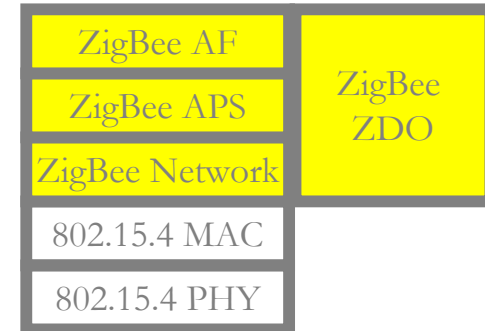 ZigBee AF
ZigBee APS
ZigBee Network
802.15.4 MAC
802.15.4 PHY
ZigBee
ZDO